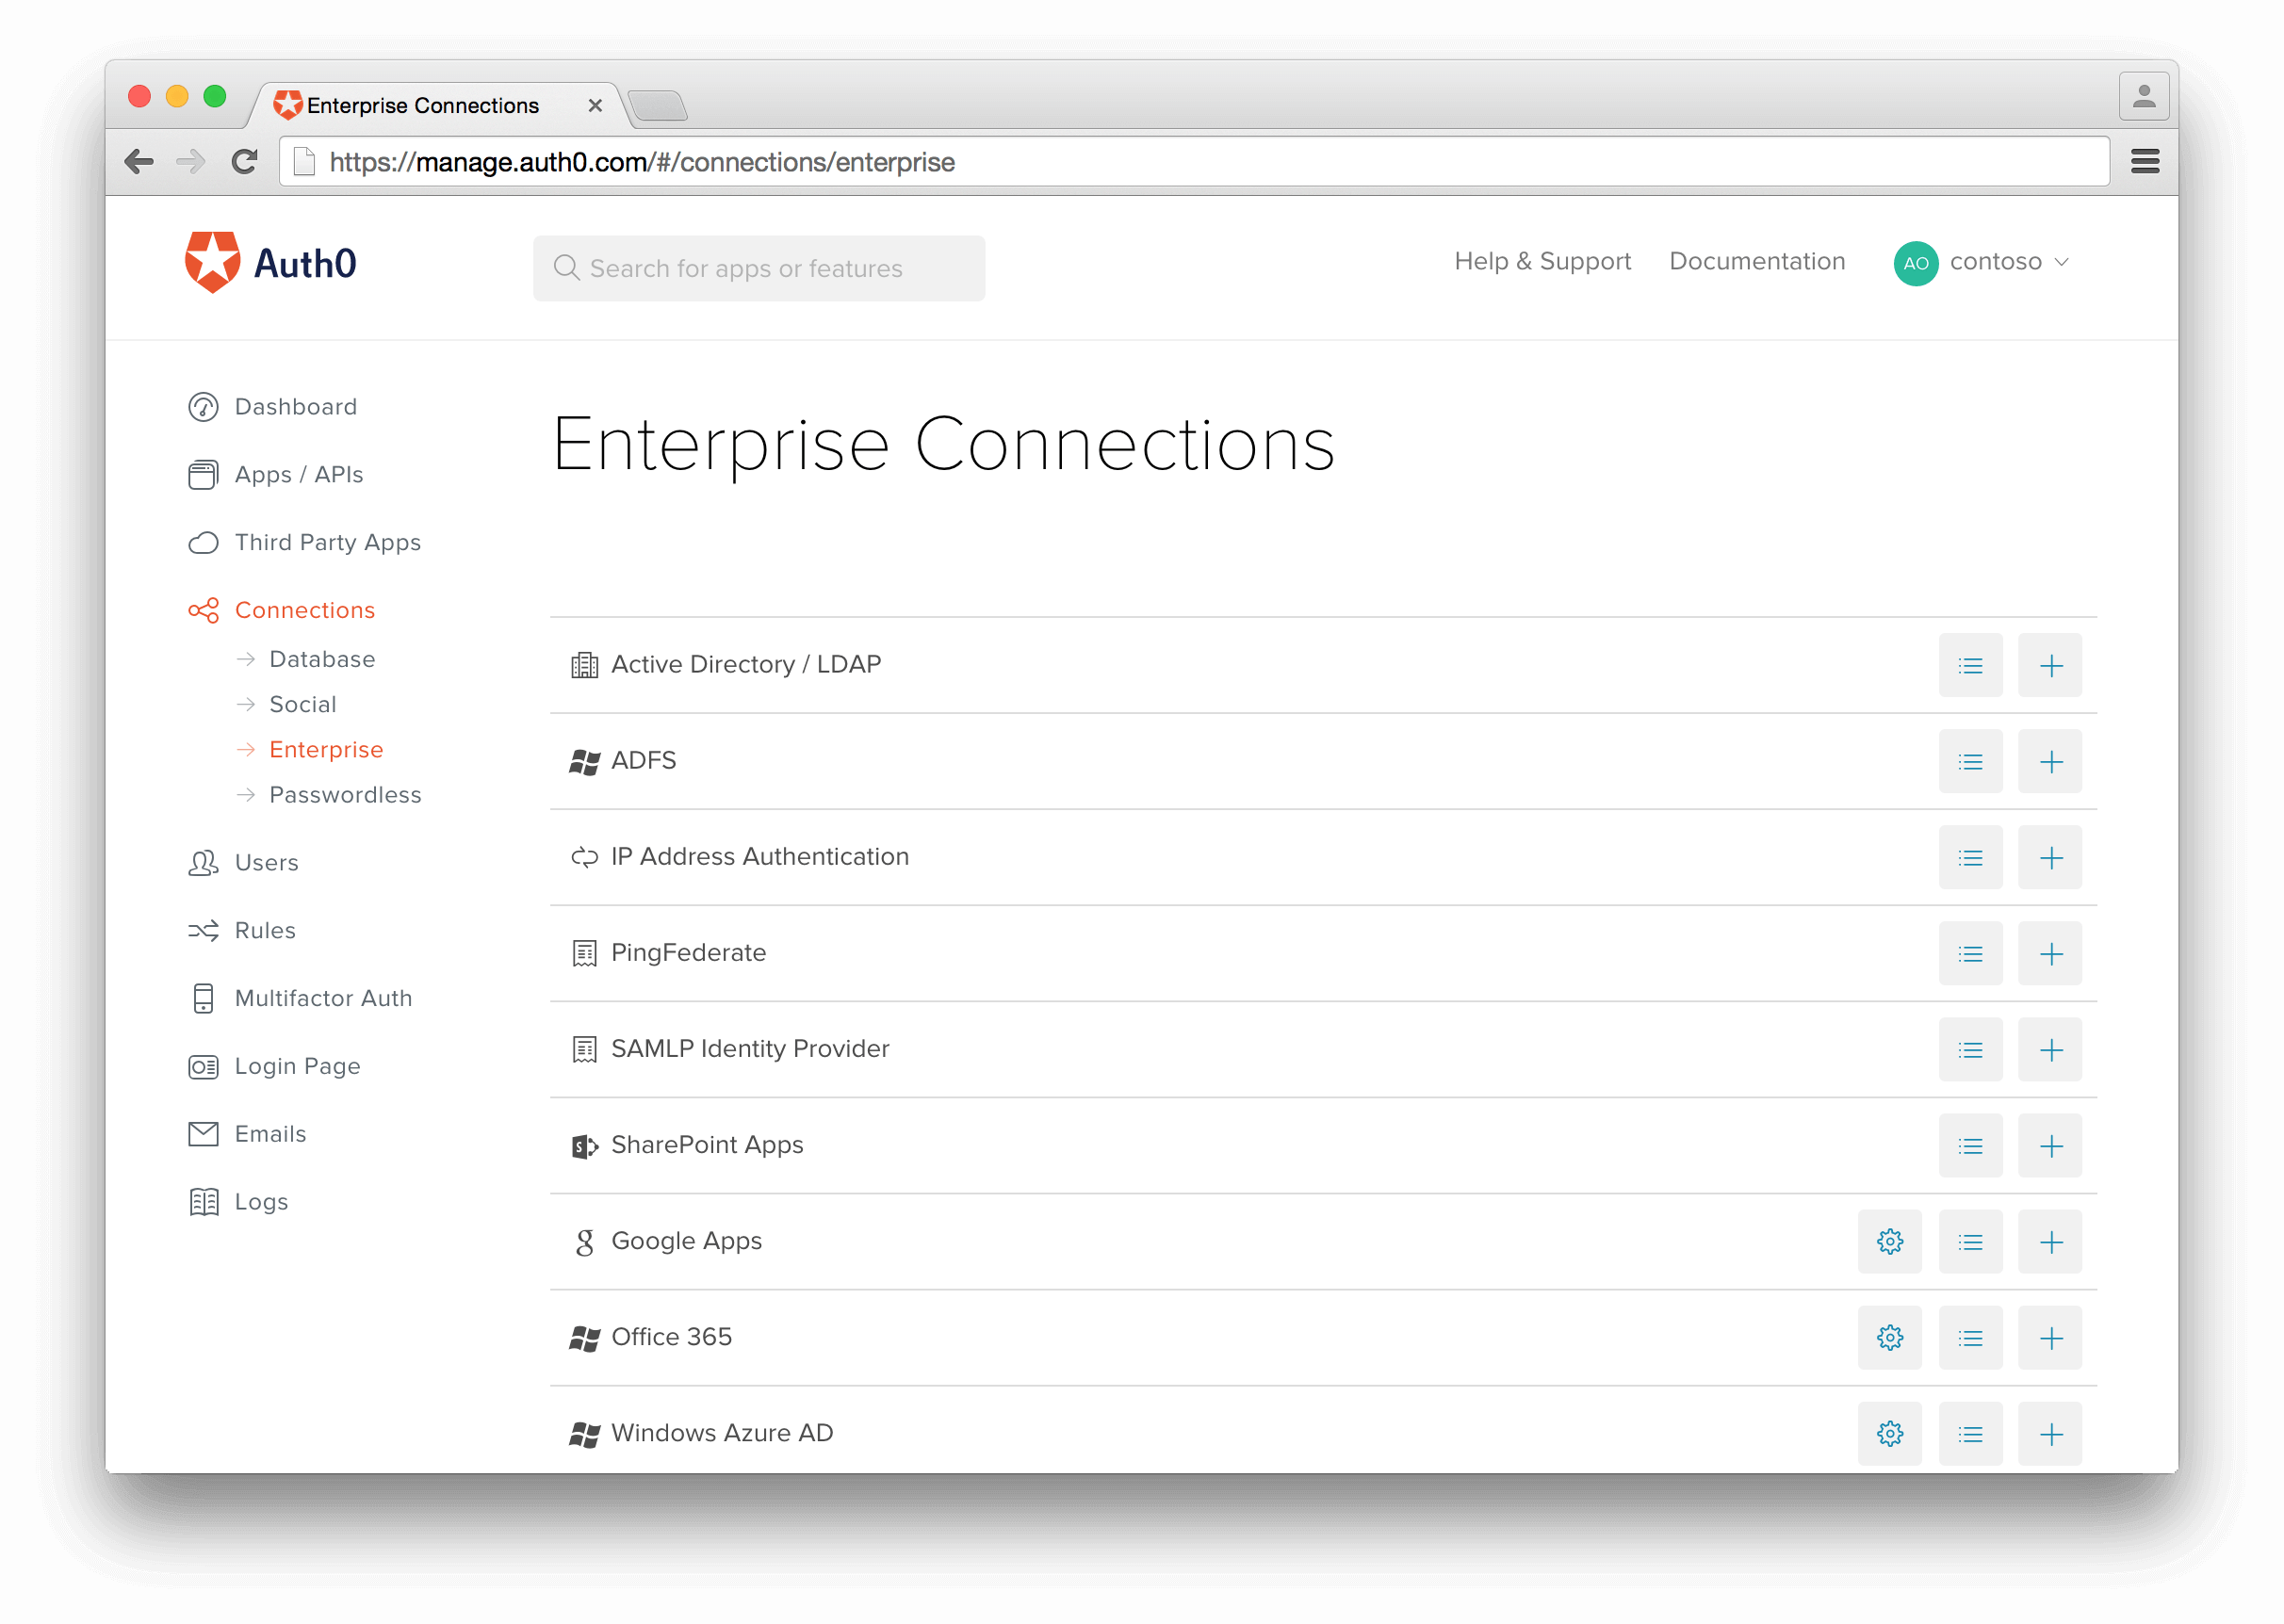 Enterprise Connections
https://manage.auth0.com/#/connections/enterprise
Auth0
Search for apps or features
Help & Support
Documentation
AO
contoso
Dashboard
Apps / APIs
Third Party Apps
Connections
Database
Social
Enterprise
Passwordless
Users
Rules
Multifactor Auth
Login Page
Emails
Logs
Enterprise Connections
Active Directory / LDAP
ADFS
IP Address Authentication
PingFederate
SAMLP Identity Provider
SharePoint Apps
Google Apps
Office 365
Windows Azure AD